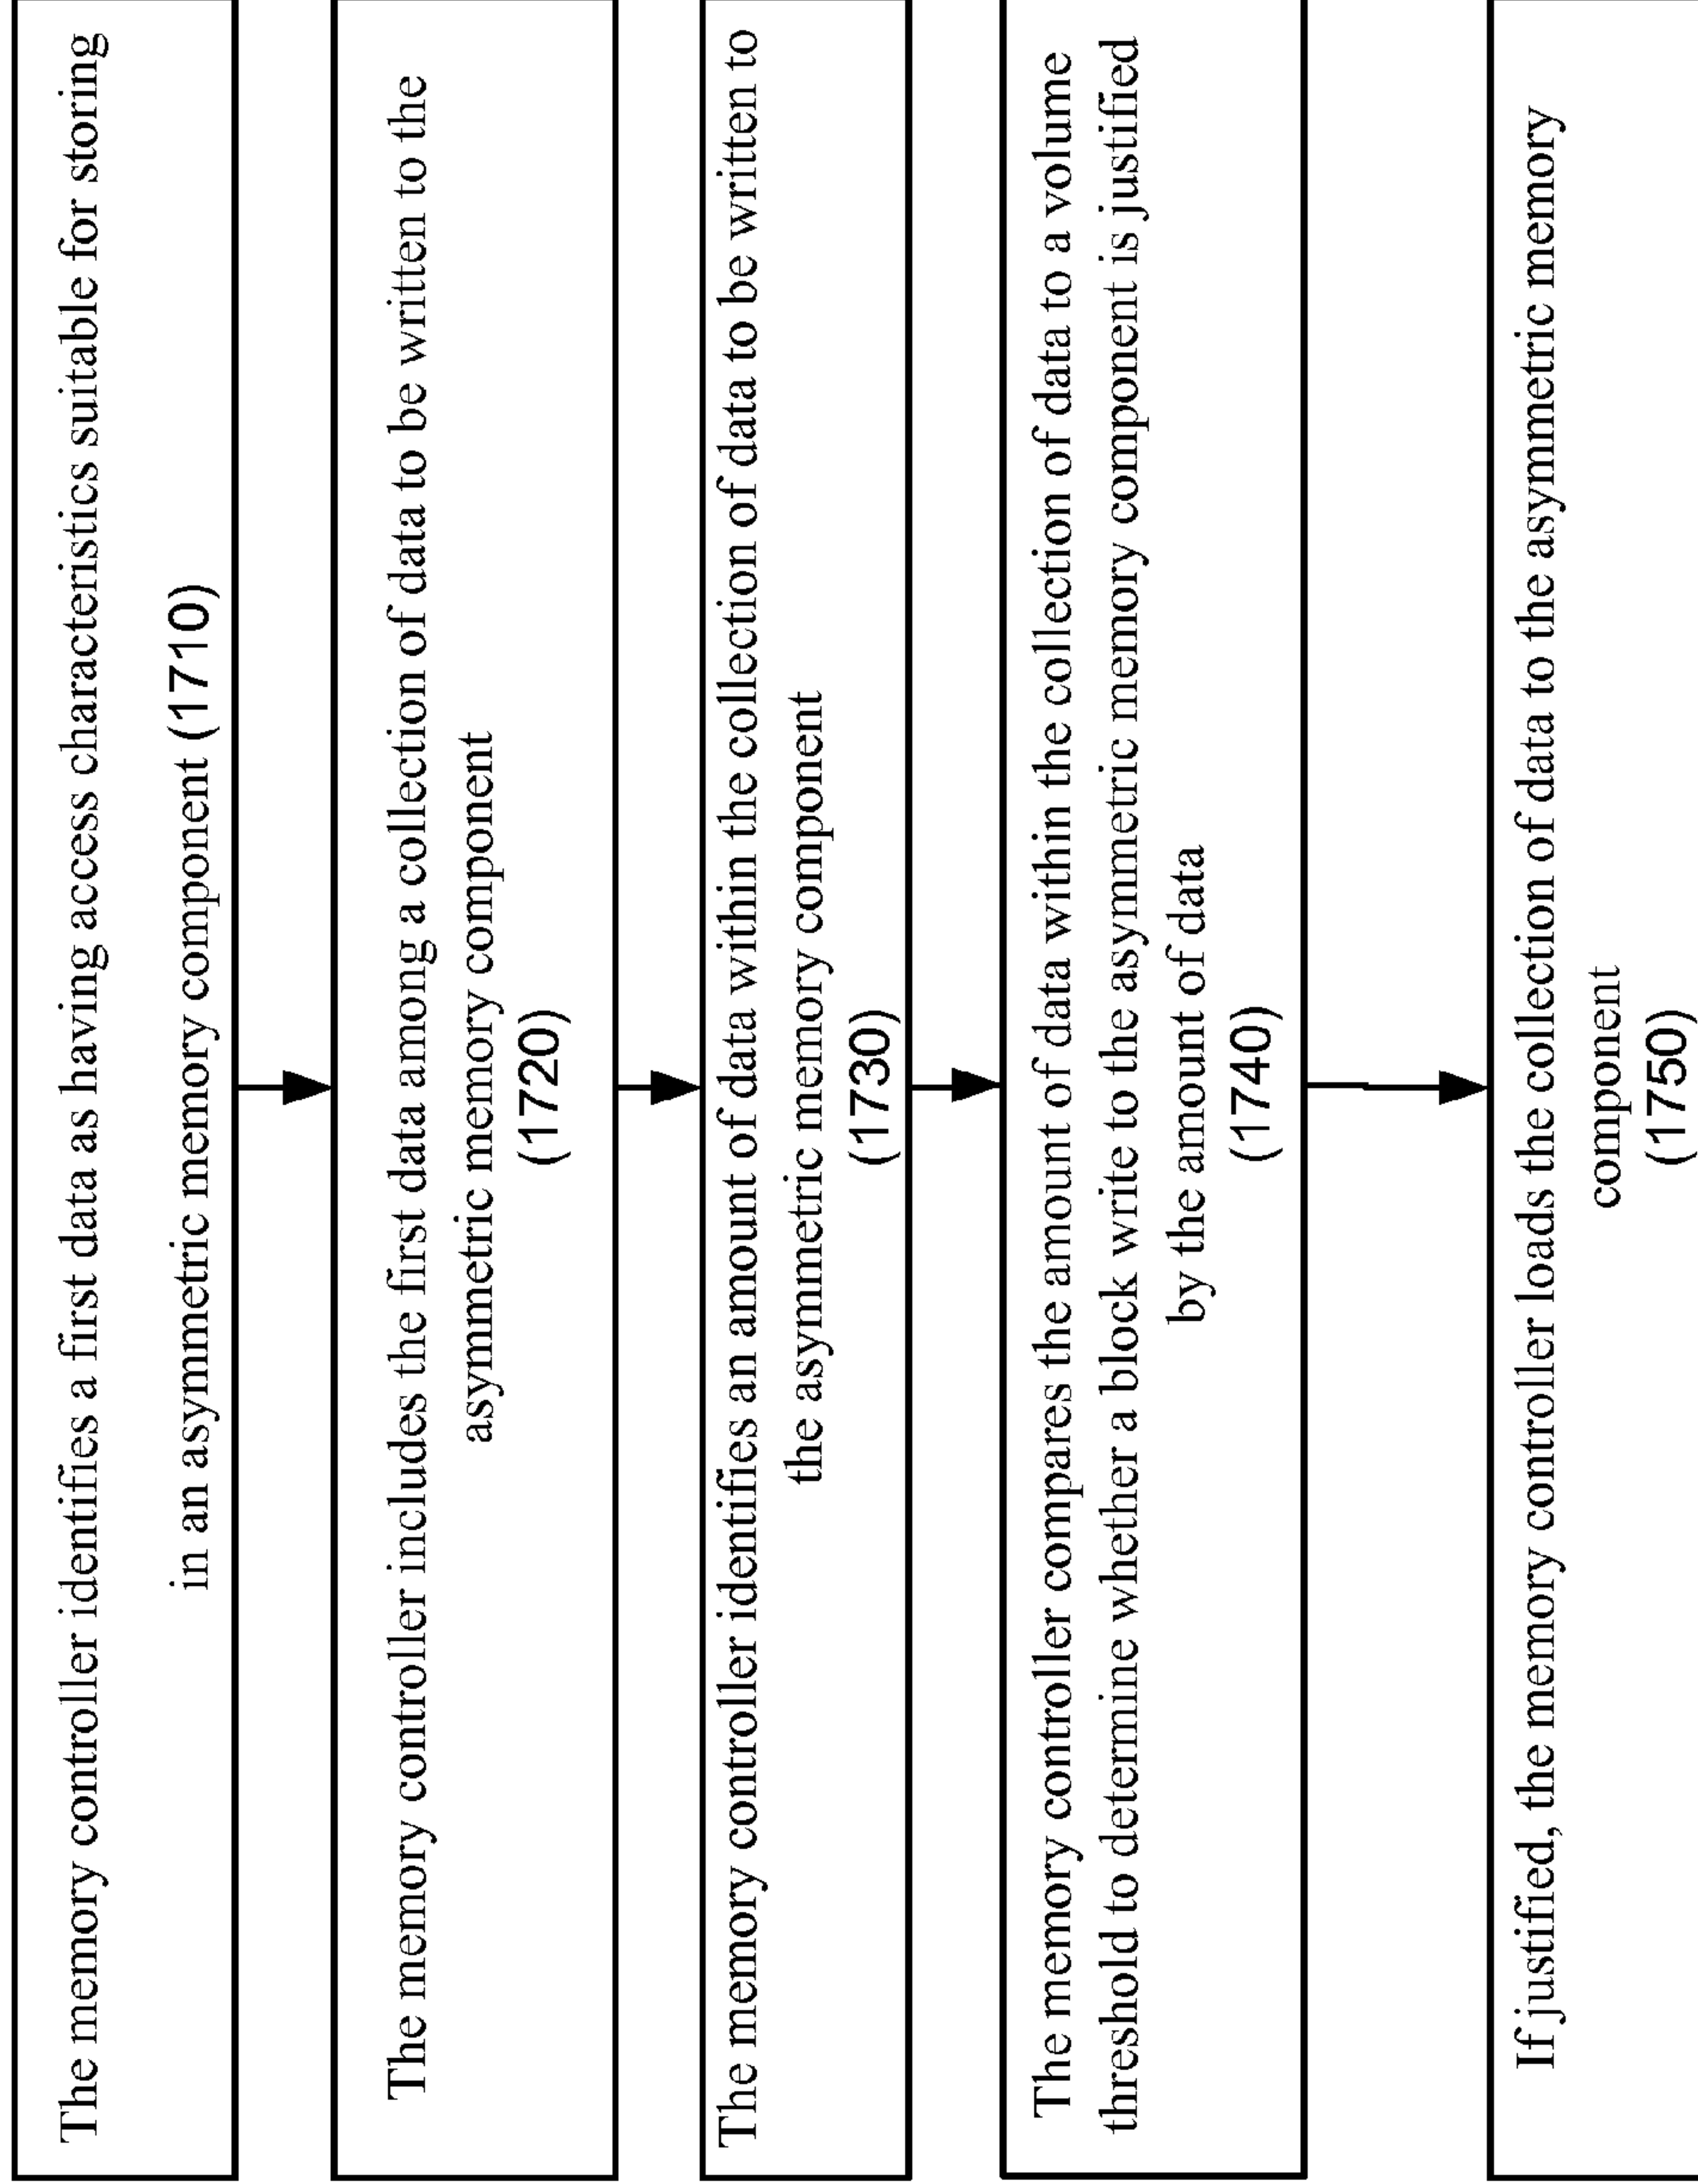 The memory controller identifies a first data as having access characteristics suitable for storing
in an asymmetric memory component (1710)
The memory controller includes the first data among a collection of data to be written to the
asymmetric memory component
(1720)
The memory controller identifies an amount of data within the collection of data to be written to
the asymmetric memory component
(1730)
The memory controller compares the amount of data within the collection of data to a volume
threshold to determine whether a block write to the asymmetric memory component is justified
by the amount of data
(1740)
If justified, the memory controller loads the collection of data to the asymmetric memory
component
(1750)